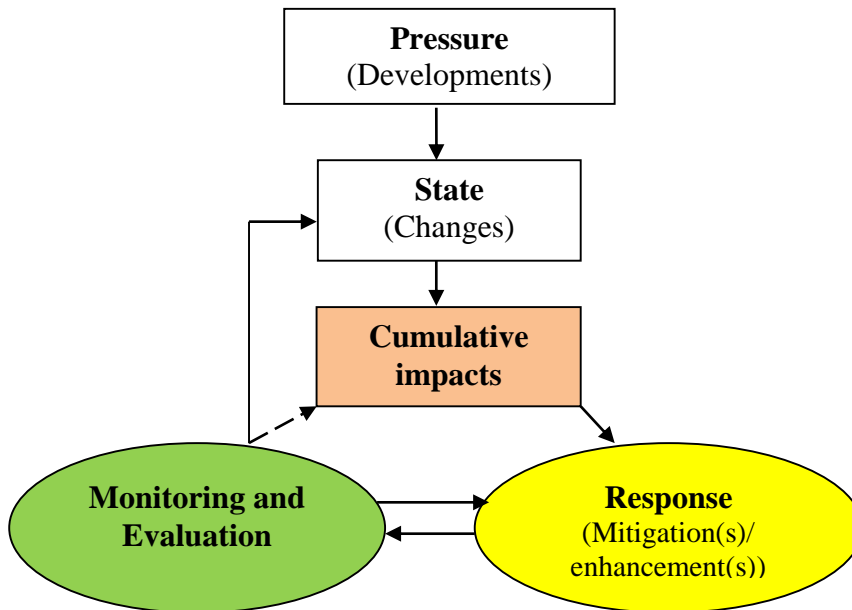 Pressure
(Developments)
State
(Changes)
Cumulative
impacts
Monitoring and
Evaluation
Response
(Mitigation(s)/
enhancement(s))